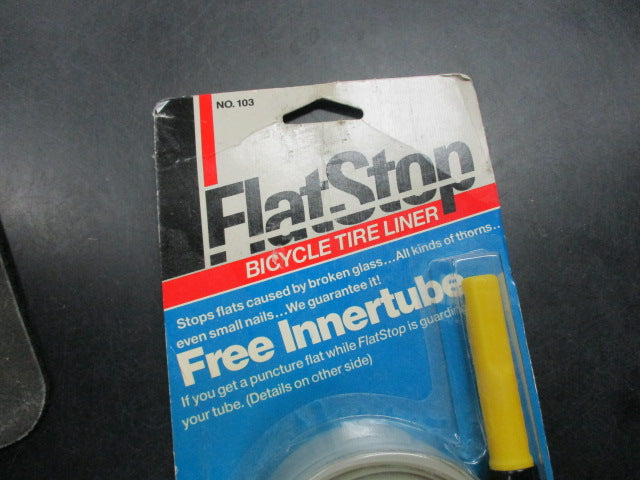 NO. 103
FlatStop
BICYCLE TIRE LINER
Stops flats caused by broken glass...All kinds of thorns..
even small nails...We guarantee it!
Free Innertube
If you get a puncture flat while FlatStop is guarding
your tube. (Details on other side)